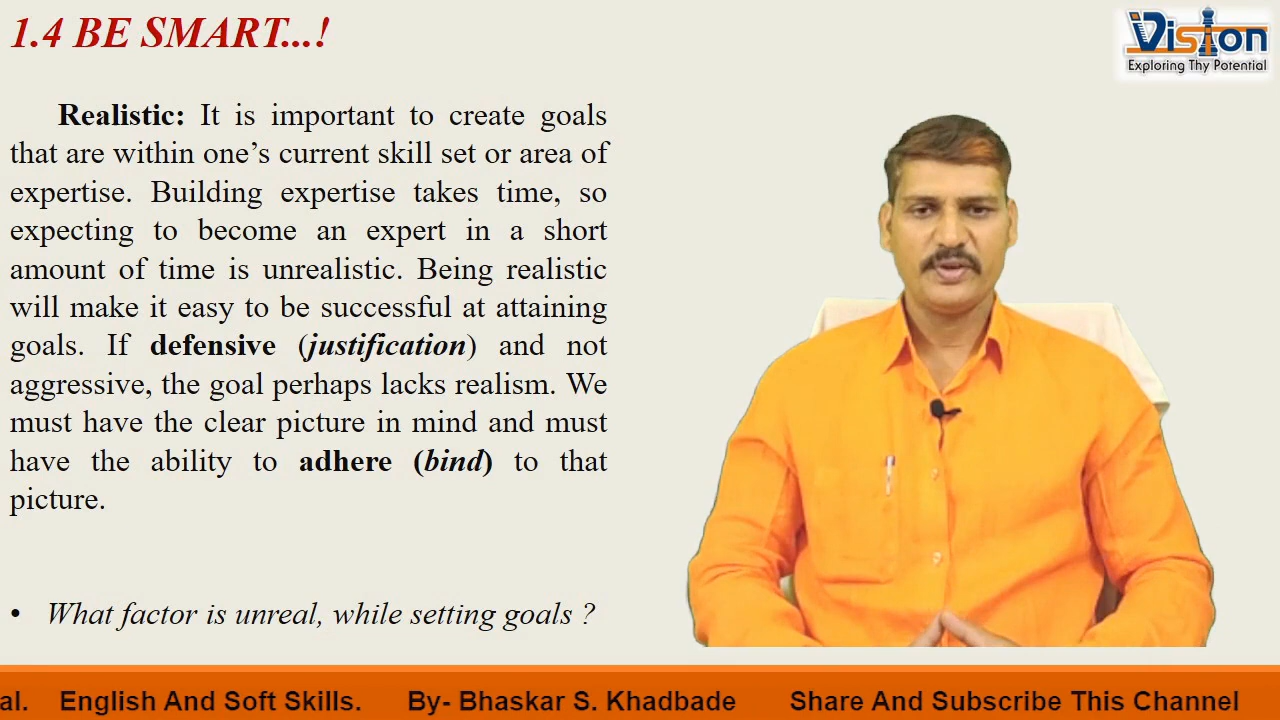 1.4 BE SMART...!
Vision
Exploring Thy Potential
Realistic: It is important to create goals
that are within one’s current skill set or area of
expertise. Building expertise takes time, so
expecting to become an expert in a short
amount of time is unrealistic. Being realistic
will make it easy to be successful at attaining
goals. If defensive (justification) and not
aggressive, the goal perhaps lacks realism. We
must have the clear picture in mind and must
have the ability to adhere (bind) to that
picture.
• What factor is unreal, while setting goals ?
al. English And Soft Skills. By- Bhaskar S. Khadbade Share And Subscribe This Channel